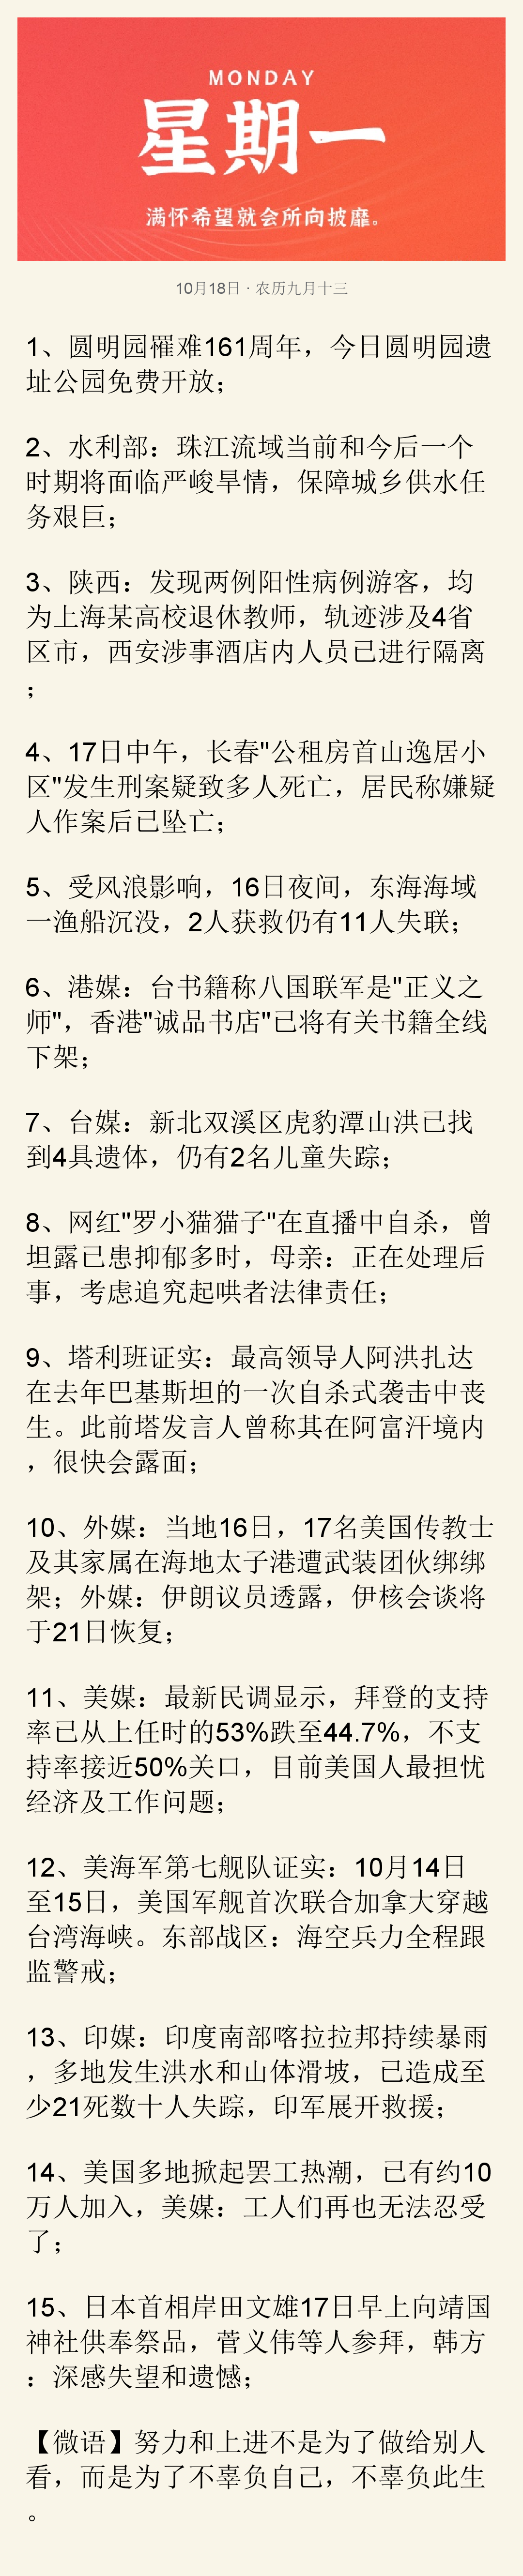 MONDAY
星期一
满怀希望就会所向披靡。
10月18日 · 农历九月十三
1、圆明园罹难161周年，今日圆明园遗
址公园免费开放；
2、水利部：珠江流域当前和今后一个
时期将面临严峻旱情，保障城乡供水任
务艰巨；
3、陕西：发现两例阳性病例游客，均
为上海某高校退休教师，轨迹涉及4省
区市，西安涉事酒店内人员已进行隔离
；
4、17日中午，长春"公租房首山逸居小
区"发生刑案疑致多人死亡，居民称嫌疑
人作案后已坠亡；
5、受风浪影响，16日夜间，东海海域
一渔船沉没，2人获救仍有11人失联；
6、港媒：台书籍称八国联军是"正义之
师"，香港"诚品书店"已将有关书籍全线
下架；
7、台媒：新北双溪区虎豹潭山洪已找
到4具遗体，仍有2名儿童失踪；
8、网红"罗小猫猫子"在直播中自杀，曾
坦露已患抑郁多时，母亲：正在处理后
事，考虑追究起哄者法律责任；
9、塔利班证实：最高领导人阿洪扎达
在去年巴基斯坦的一次自杀式袭击中丧
生。此前塔发言人曾称其在阿富汗境内
，很快会露面；
10、外媒：当地16日，17名美国传教士
及其家属在海地太子港遭武装团伙绑绑
架；外媒：伊朗议员透露，伊核会谈将
于21日恢复；
11、美媒：最新民调显示，拜登的支持
率已从上任时的53%跌至44.7%，不支
持率接近50%关口，目前美国人最担忧
经济及工作问题；
12、美海军第七舰队证实：10月14日
至15日，美国军舰首次联合加拿大穿越
台湾海峡。东部战区：海空兵力全程跟
监警戒；
13、印媒：印度南部喀拉拉邦持续暴雨
，多地发生洪水和山体滑坡，已造成至
少21死数十人失踪，印军展开救援；
14、美国多地掀起罢工热潮，已有约10
万人加入，美媒：工人们再也无法忍受
了；
15、日本首相岸田文雄17日早上向靖国
神社供奉祭品，菅义伟等人参拜，韩方
：深感失望和遗憾；
【微语】努力和上进不是为了做给别人
看，而是为了不辜负自己，不辜负此生
。